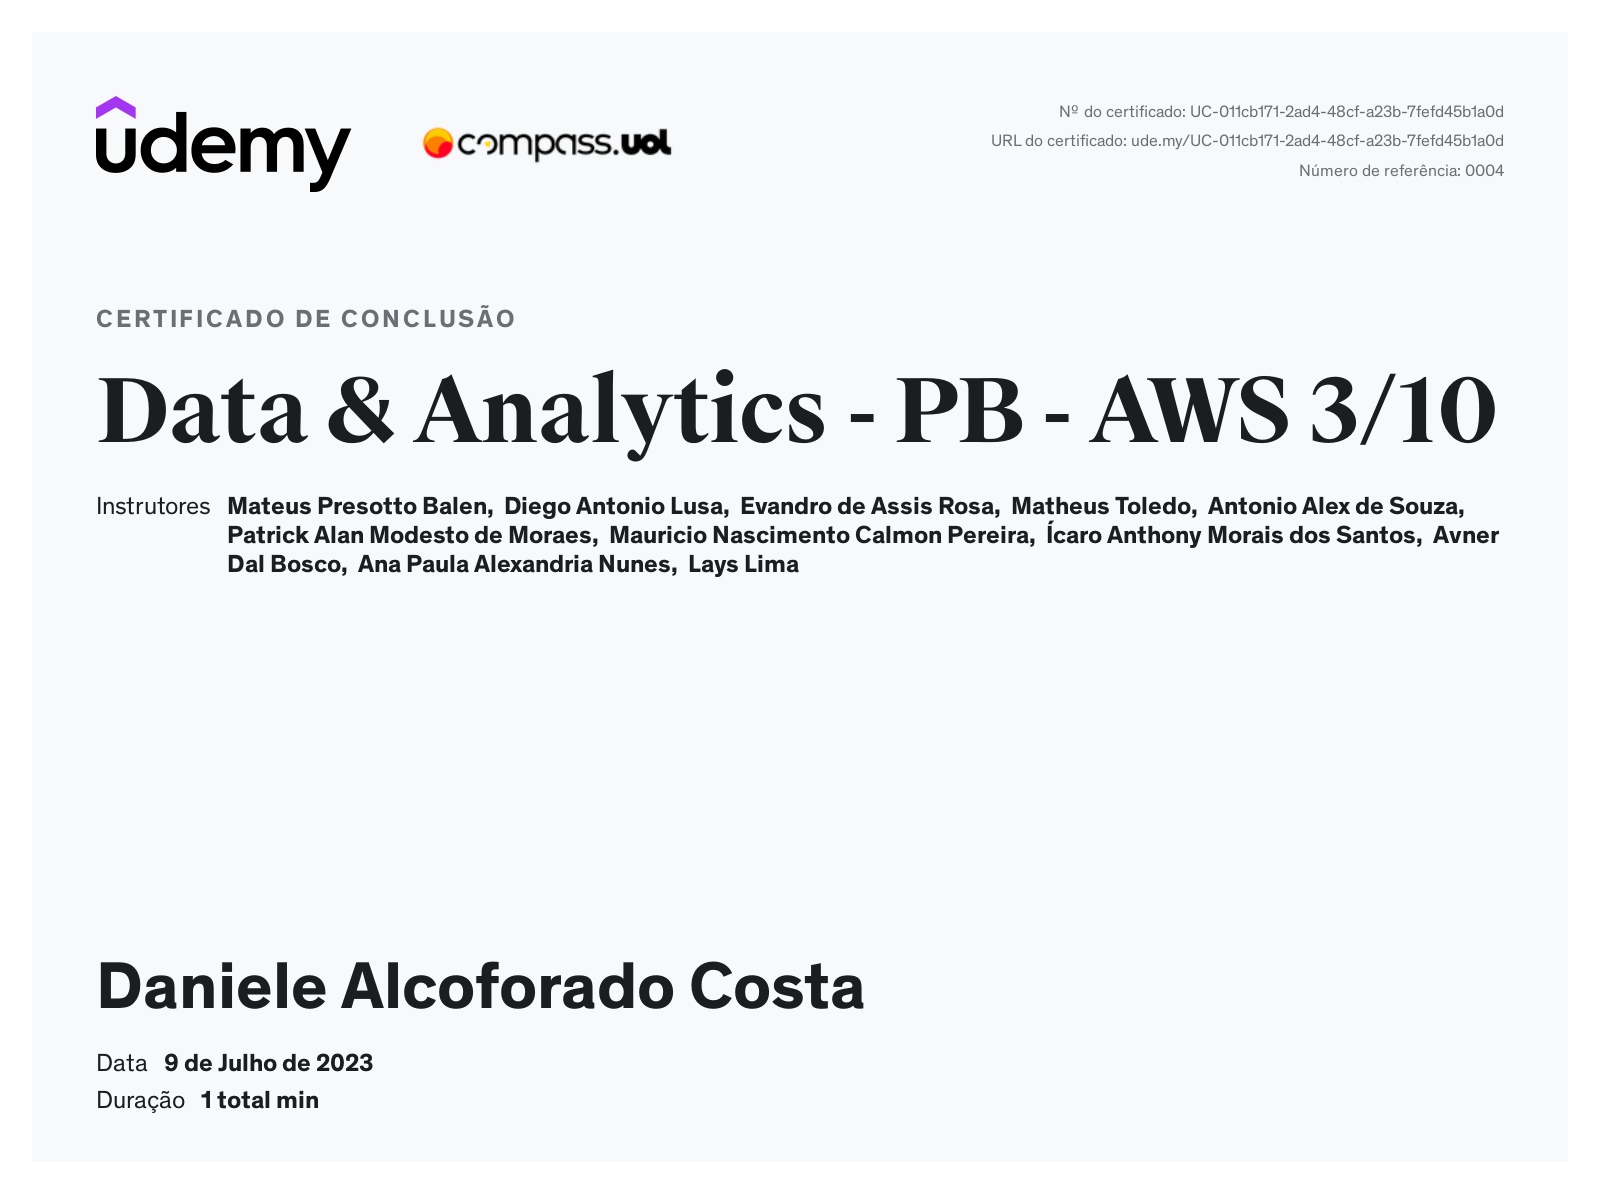 udemy
compass.uol
Nº do certificado: UC-011cb171-2ad4-48cf-a23b-7fefd45b1a0d
URL do certificado: ude.my/UC-011cb171-2ad4-48cf-a23b-7fefd45b1a0d
Número de referência: 0004
CERTIFICADO DE CONCLUSÃO
Data & Analytics - PB - AWS 3/10
Instrutores Mateus Presotto Balen, Diego Antonio Lusa, Evandro de Assis Rosa, Matheus Toledo, Antonio Alex de Souza,
Patrick Alan Modesto de Moraes, Mauricio Nascimento Calmon Pereira, Ícaro Anthony Morais dos Santos, Avner
Dal Bosco, Ana Paula Alexandria Nunes, Lays Lima
Daniele Alcoforado Costa
Data 9 de Julho de 2023
Duração 1 total min